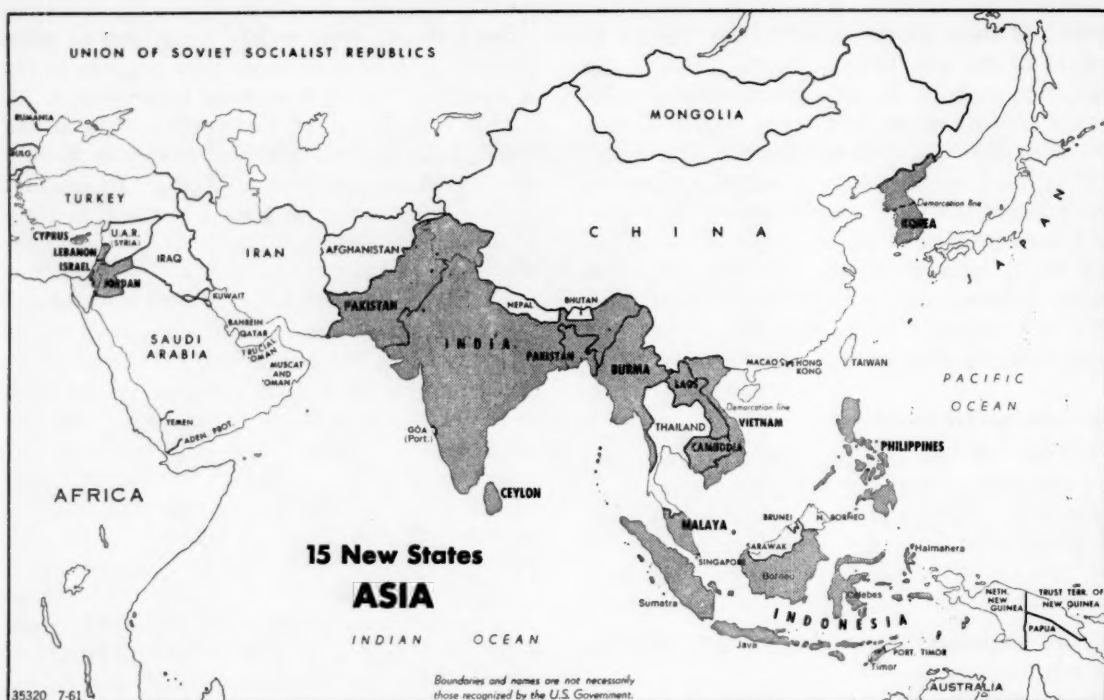 UNION OF SOVIET SOCIALIST REPUBLICS
RUMANIA
BULG.
TURKEY
CYPRUS
U.A.R.
(SYRIA)
LEBANON
ISRAEL
JORDAN
IRAQ
IRAN
AFGHANISTAN
KUWAIT
BAHREIN
QATAR
TRUCIAL OMAN
MUSCAT
AND
OMAN
SAUDI
ARABIA
YEMEN
ADEN PROT.
AFRICA
MONGOLIA
CHINA
Demarcation line
KOREA
JAPAN
PAKISTAN
INDIA
NEPAL
BHUTAN
PAKISTAN
BURMA
GOA
(Port.)
CEYLON
LAOS
Demarcation line
VIETNAM
THAILAND
CAMBODIA
MACAO
HONG
KONG
TAIWAN
PACIFIC
OCEAN
PHILIPPINES
MALAYA
SINGAPORE
BRUNEI
N. BORNEO
SARAWAK
Borneo
Sumatra
Celebes
Halmahera
INDONESIA
Java
PORT. TIMOR
Timor
NETH.
NEW
GUINEA
TRUST TERR. OF
NEW GUINEA
PAPUA
AUSTRALIA
15 New States
ASIA
INDIAN OCEAN
Boundaries and names are not necessarily
those recognized by the U.S. Government.
35320 7-61